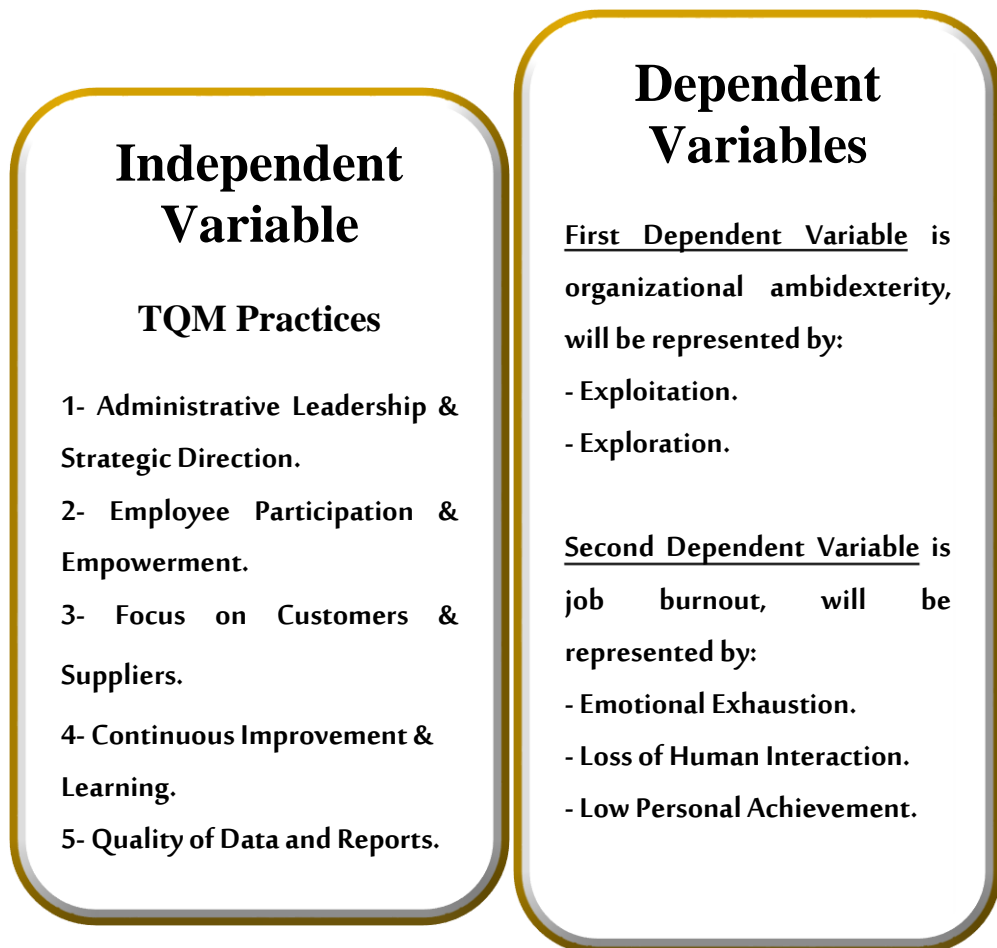 Independent
Variable
TQM Practices
1- Administrative Leadership &
Strategic Direction.
2- Employee Participation &
Empowerment.
3- Focus on Customers &
Suppliers.
4- Continuous Improvement &
Learning.
5- Quality of Data and Reports.
Dependent
Variables
First Dependent Variable is
organizational ambidexterity,
will be represented by:
- Exploitation.
- Exploration.
Second Dependent Variable is
job burnout, will be
represented by:
- Emotional Exhaustion.
- Loss of Human Interaction.
- Low Personal Achievement.